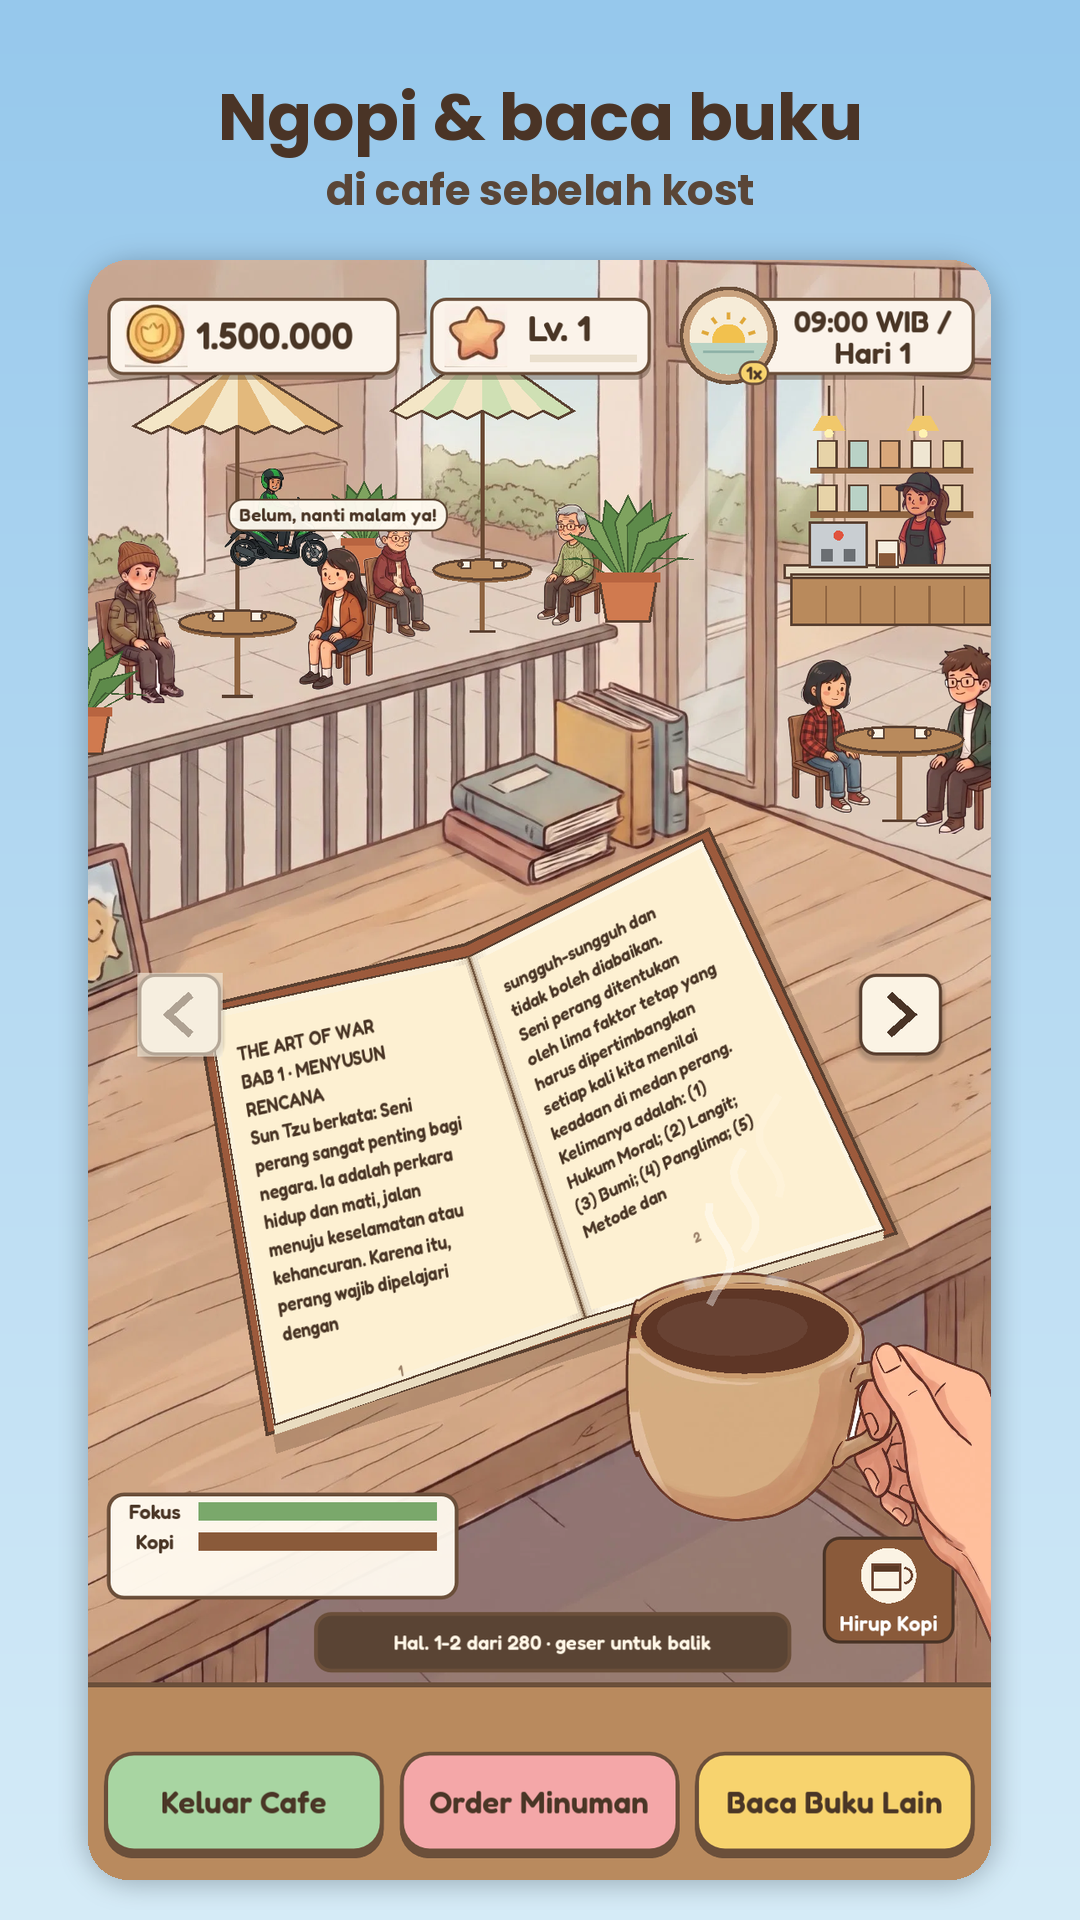 Ngopi & baca buku
di cafe sebelah kost
1.500.000
Lv. 1
09:00 WIB /
Hari 1
1x
Belum, nanti malam ya!
THE ART OF WAR
BAB 1 · MENYUSUN
RENCANA
Sun Tzu berkata: Seni
perang sangat penting bagi
negara. Ia adalah perkara
hidup dan mati, jalan
menuju keselamatan atau
kehancuran. Karena itu,
perang wajib dipelajari
dengan
1
sungguh-sungguh dan
tidak boleh diabaikan.
Seni perang ditentukan
oleh lima faktor tetap yang
harus dipertimbangkan
setiap kali kita menilai
keadaan di medan perang.
Kelimanya adalah: (1)
Hukum Moral; (2) Langit;
(3) Bumi; (4) Panglima; (5)
Metode dan
2
Fokus
Kopi
Hirup Kopi
Hal. 1-2 dari 280 · geser untuk balik
Keluar Cafe
Order Minuman
Baca Buku Lain